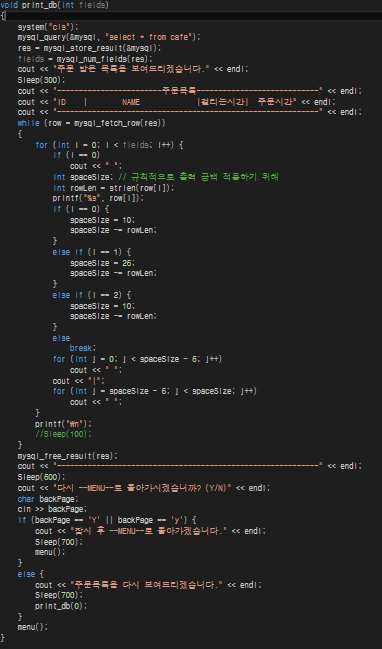 void print_db(int fields)
{
system("cls");
mysql_query(&mysql, "select * from cafe");
res = mysql_store_result(&mysql);
fields = mysql_num_fields(res);
cout << "주문 받은 목록을 보여드리겠습니다." << endl;
Sleep(300);
cout << "-------------------------주문목록-----------------------------" << endl;
cout << "ID    |        NAME             |걸리는시간|  주문시간" << endl;
cout << "--------------------------------------------------------------" << endl;
while (row = mysql_fetch_row(res))
{
for (int i = 0; i < fields; i++) {
if (i == 0)
cout << " ";
int spaceSize; // 규칙적으로 출력 공백 적용하기 위해
int rowLen = strlen(row[i]);
printf("%s", row[i]);
if (i == 0) {
spaceSize = 10;
spaceSize -= rowLen;
}
else if (i == 1) {
spaceSize = 26;
spaceSize -= rowLen;
}
else if (i == 2) {
spaceSize = 10;
spaceSize -= rowLen;
}
else
break;
for (int j = 0; j < spaceSize - 6; j++)
cout << " ";
cout << "|";
for (int j = spaceSize - 6; j < spaceSize; j++)
cout << " ";
}
printf("₩n");
//Sleep(100);
}
mysql_free_result(res);
cout << "--------------------------------------------------------------" << endl;
Sleep(600);
cout << "다시 --MENU--로 돌아가시겠습니까? (Y/N)" << endl;
char backPage;
cin >> backPage;
if (backPage == 'Y' || backPage == 'y') {
cout << "잠시 후 --MENU--로 돌아가겠습니다." << endl;
Sleep(700);
menu();
}
else {
cout << "주문목록을 다시 보여드리겠습니다." << endl;
Sleep(700);
print_db(0);
}
menu();
}